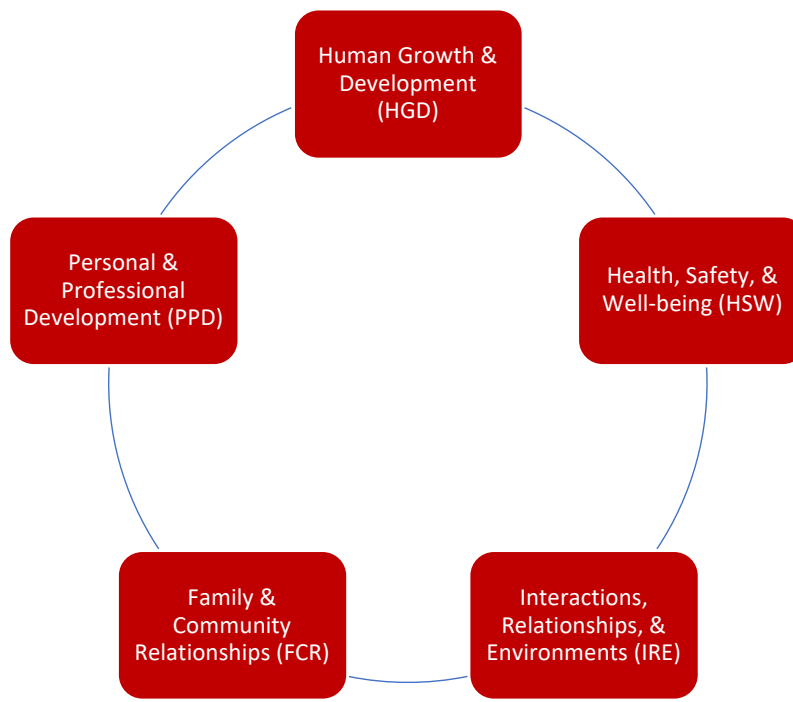 Human Growth &
Development
(HGD)
Health, Safety, &
Well-being (HSW)
Interactions,
Relationships, &
Environments (IRE)
Family &
Community
Relationships (FCR)
Personal &
Professional
Development (PPD)